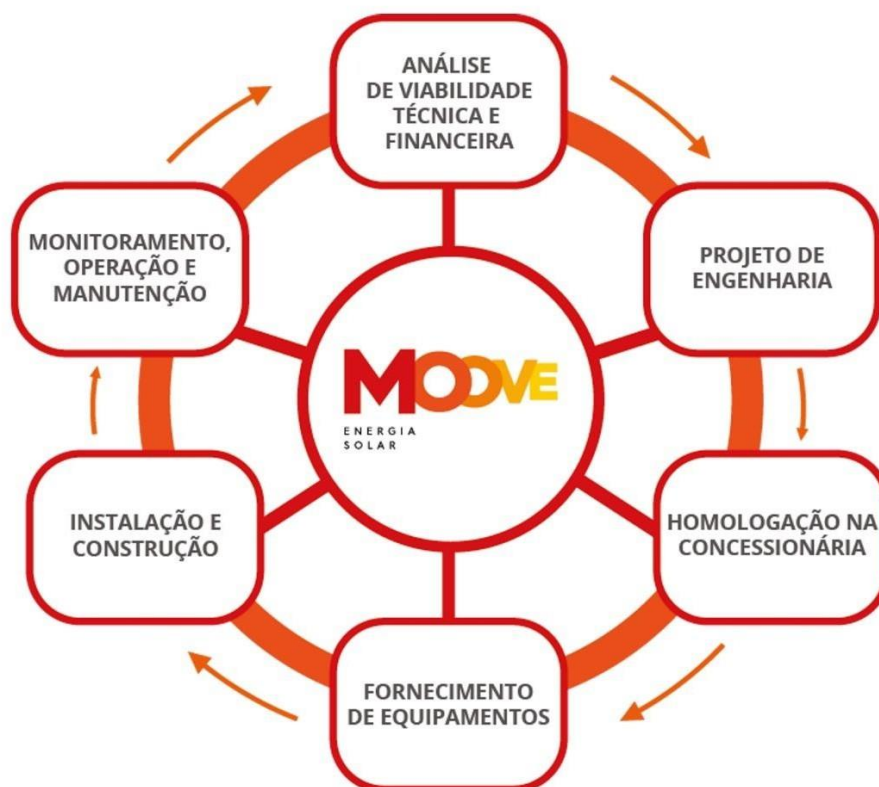 ANÁLISE
DE VIABILIDADE
TÉCNICA E
FINANCEIRA
PROJETO DE
ENGENHARIA
HOMOLOGAÇÃO NA
CONCESSIONÁRIA
FORNECIMENTO
DE EQUIPAMENTOS
INSTALAÇÃO E
CONSTRUÇÃO
MONITORAMENTO,
OPERAÇÃO E
MANUTENÇÃO
MOOVE
ENERGIA
SOLAR